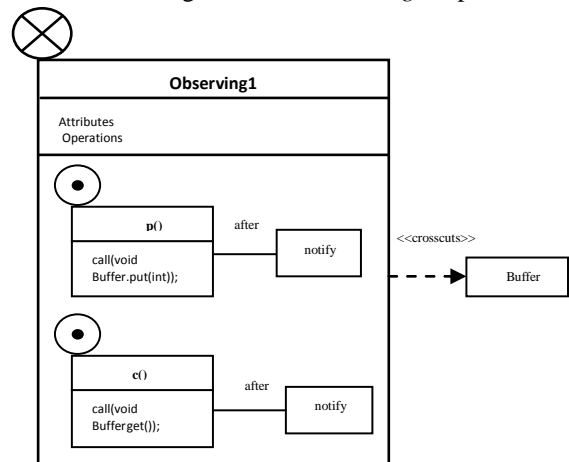 Observing1
Attributes
Operations
p()
call(void
Buffer.put(int));
after
notify
<<crosscuts>>
Buffer
c()
call(void
Bufferget());
after
notify